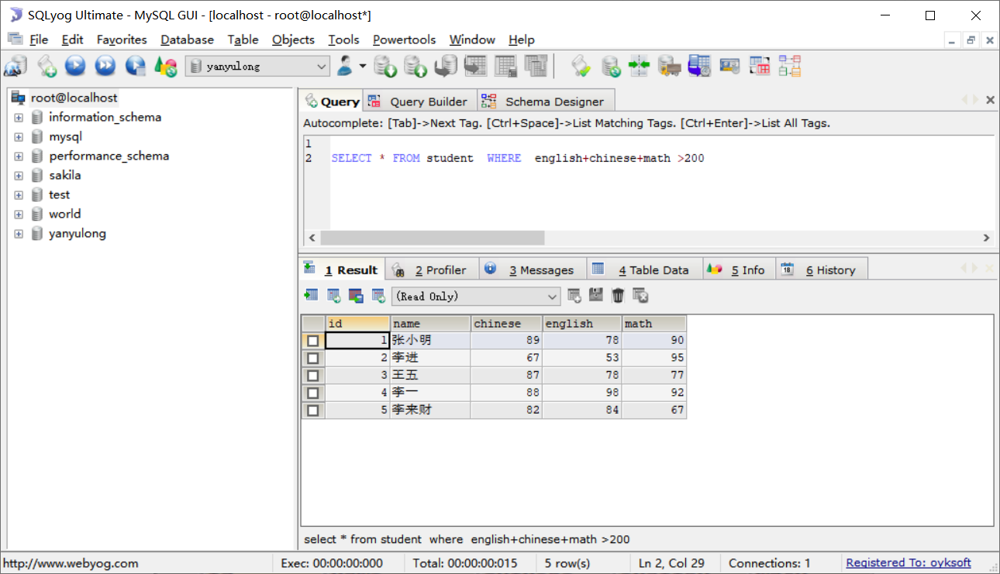 SQLyog Ultimate - MySQL GUI - [localhost - root@localhost*]
File Edit Favorites Database Table Objects Tools Powertools Window Help
yanyulong
root@localhost
information_schema
mysql
performance_schema
sakila
test
world
yanyulong
Query Query Builder Schema Designer
Autocomplete: [Tab]->Next Tag. [Ctrl+Space]->List Matching Tags. [Ctrl+Enter]->List All Tags.
1
2 SELECT * FROM student WHERE english+chinese+math >200
1 Result 2 Profiler 3 Messages 4 Table Data 5 Info 18 6 History
(Read Only)
id name chinese english math
1 张小明 89 78 90
2 李进 67 53 95
3 王五 87 78 77
4 李一 88 98 92
5 李来财 82 84 67
select * from student where english+chinese+math >200
http://www.webyog.com Exec: 00:00:00:000 Total: 00:00:00:015 5 row(s) Ln 2, Col 29 Connections: 1 Registered To: oyksoft